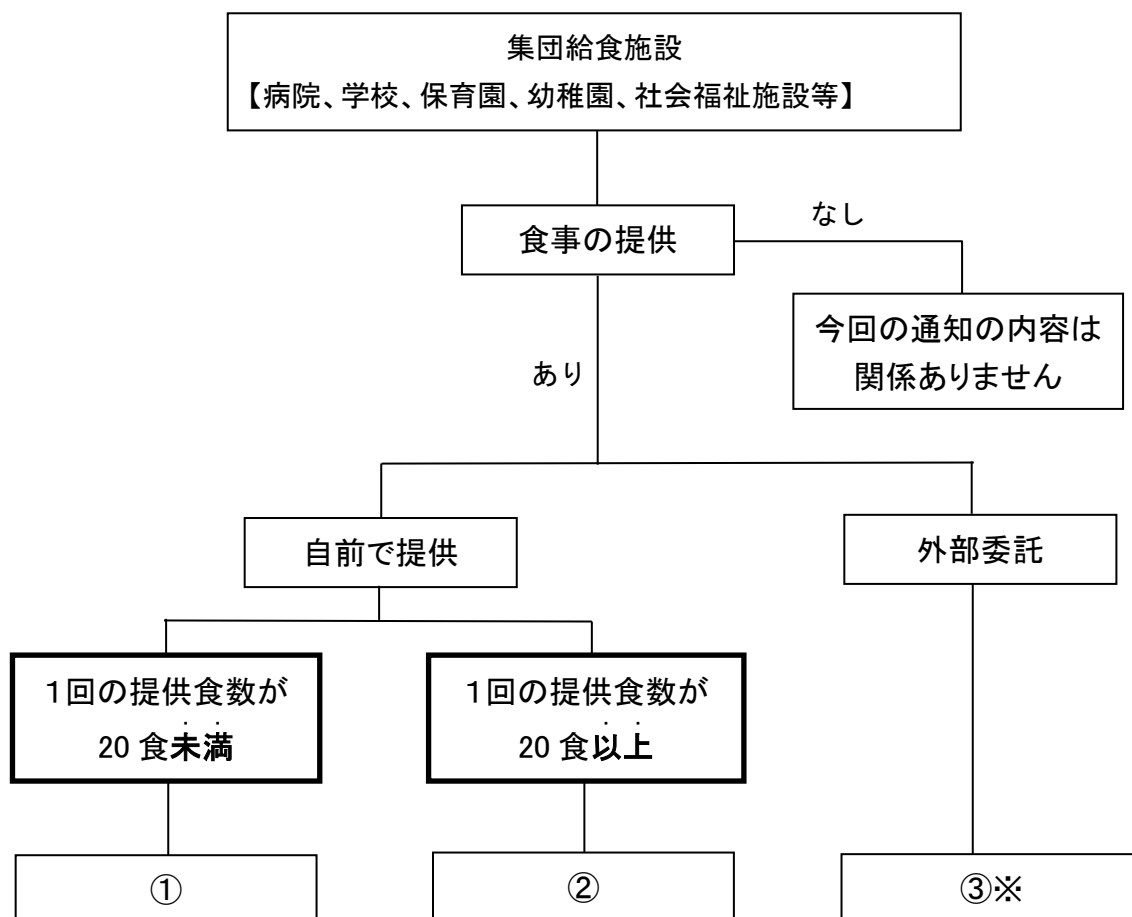 集団給食施設
【病院、学校、保育園、幼稚園、社会福祉施設等】
食事の提供
なし
今回の通知の内容は
関係ありません
あり
自前で提供
外部委託
１回の提供食数が
20 食未満
１回の提供食数が
20 食以上
①
②
③※